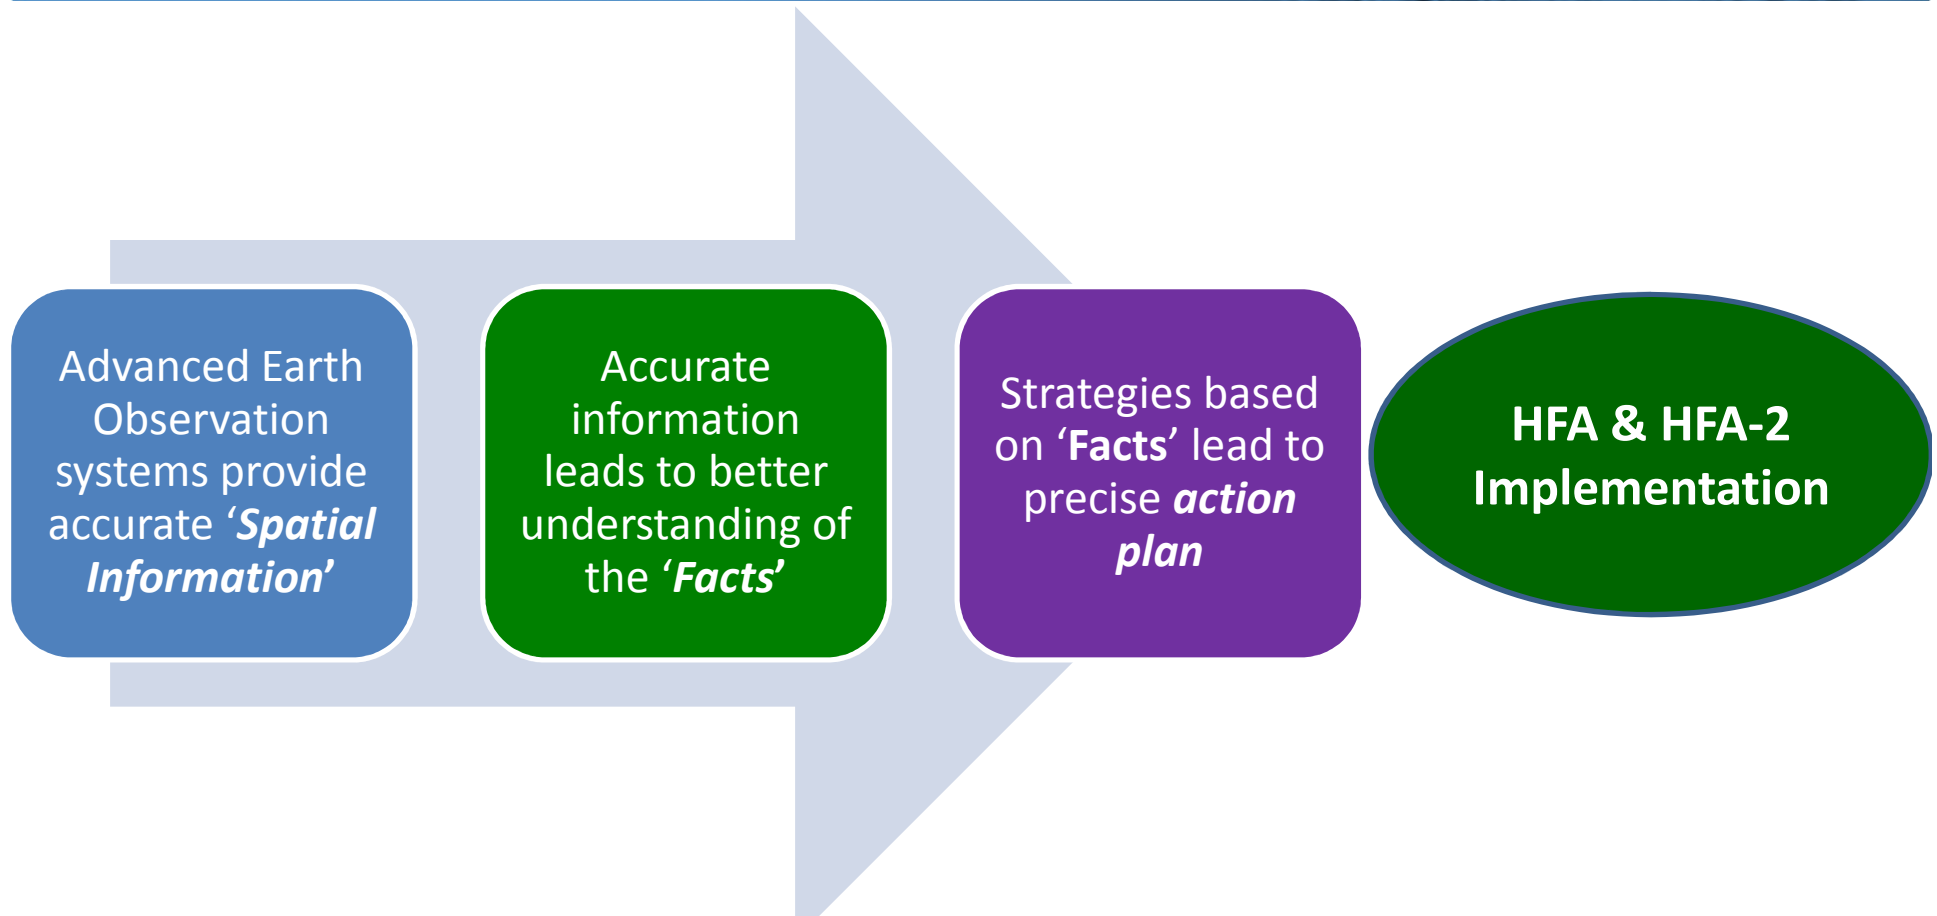 Advanced Earth
Observation
systems provide
accurate ‘Spatial
Information’
Accurate
information
leads to better
understanding of
the ‘Facts’
Strategies based
on ‘Facts’ lead to
precise action
plan
HFA & HFA-2
Implementation